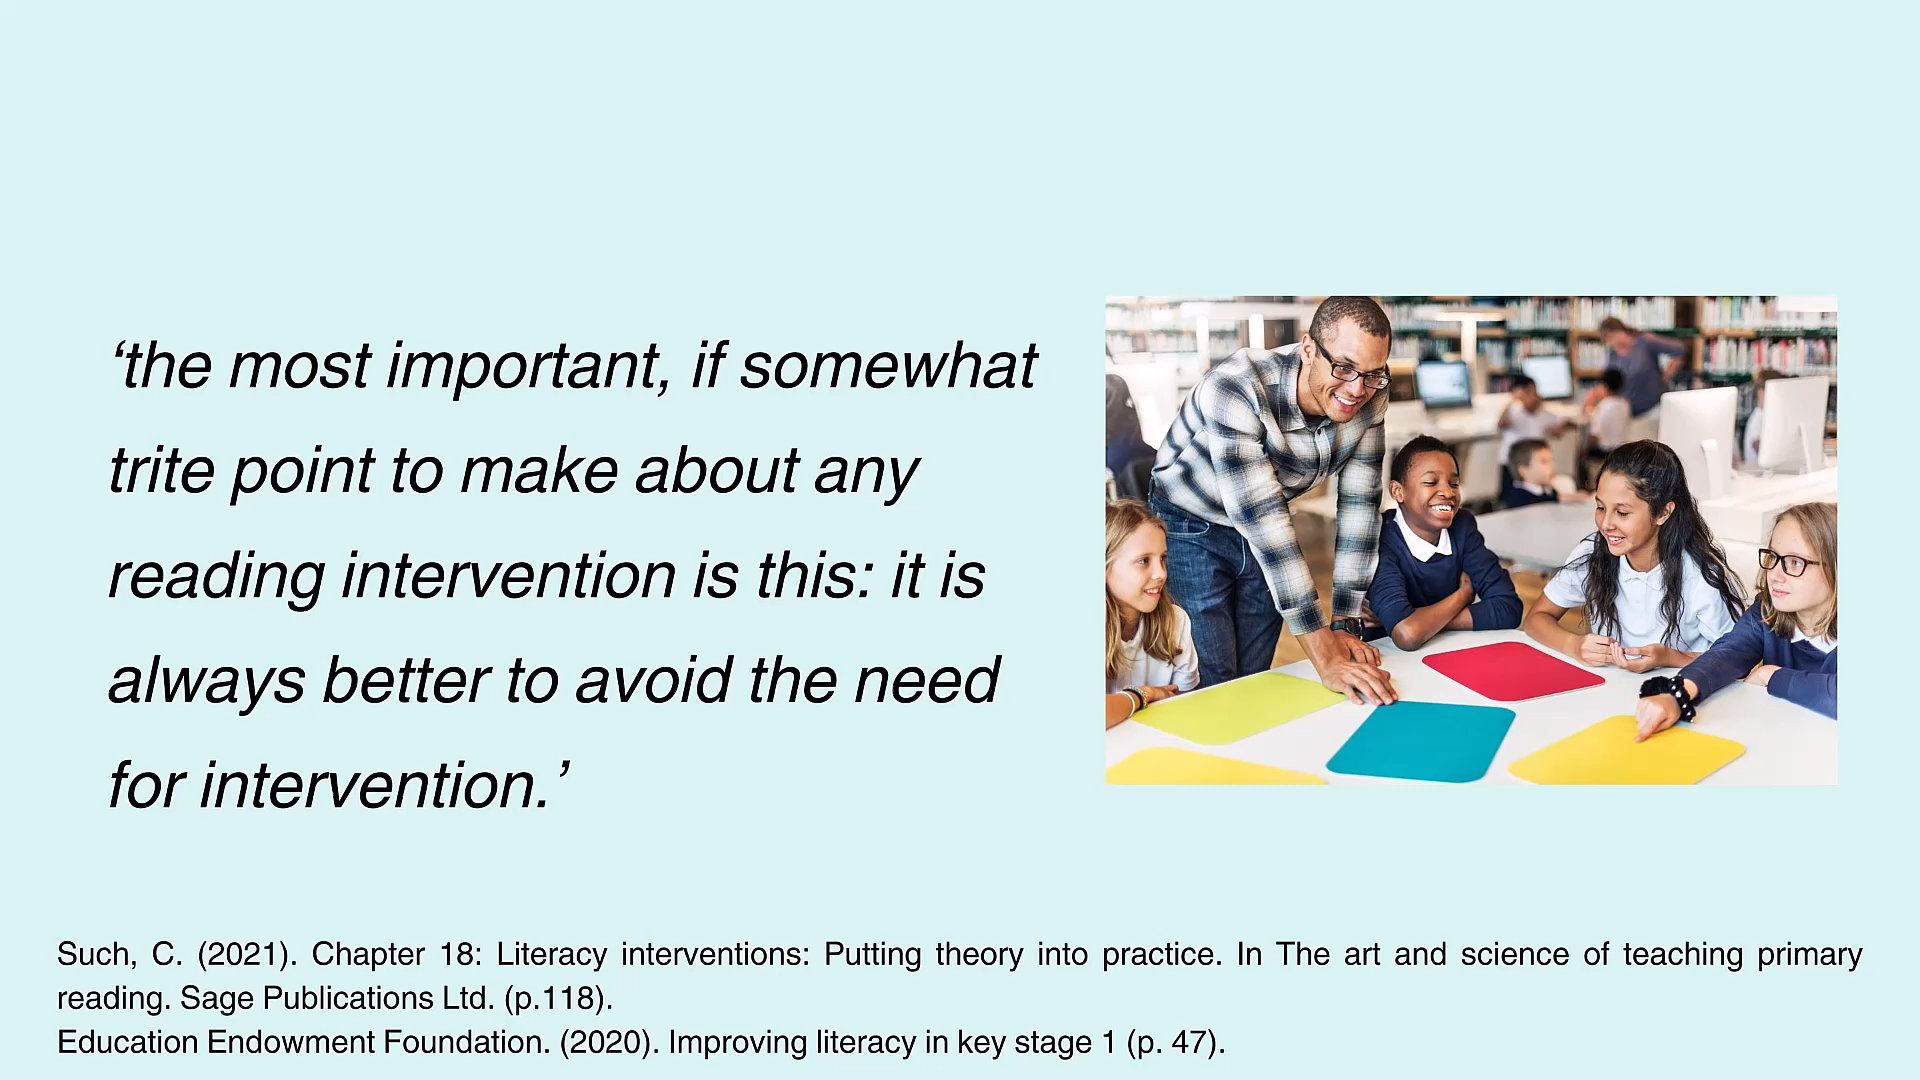 ‘the most important, if somewhat
trite point to make about any
reading intervention is this: it is
always better to avoid the need
for intervention.’
Such, C. (2021). Chapter 18: Literacy interventions: Putting theory into practice. In The art and science of teaching primary
reading. Sage Publications Ltd. (p.118).
Education Endowment Foundation. (2020). Improving literacy in key stage 1 (p. 47).